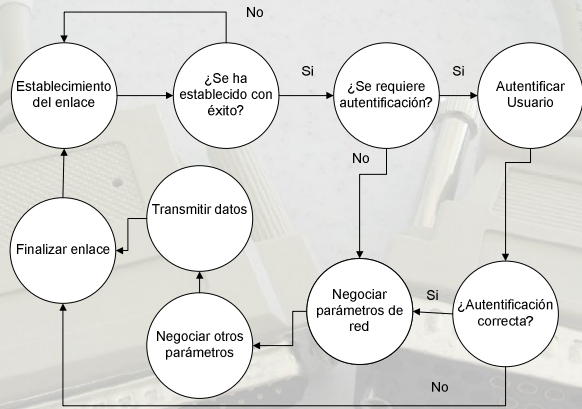 No
Establecimiento
del enlace
¿Se ha
establecido con
éxito?
Si
¿Se requiere
autentificación?
Si
Autentificar
Usuario
No
Transmitir datos
Finalizar enlace
Negociar
parámetros de
red
Si
¿Autentificación
correcta?
Negociar otros
parámetros
No